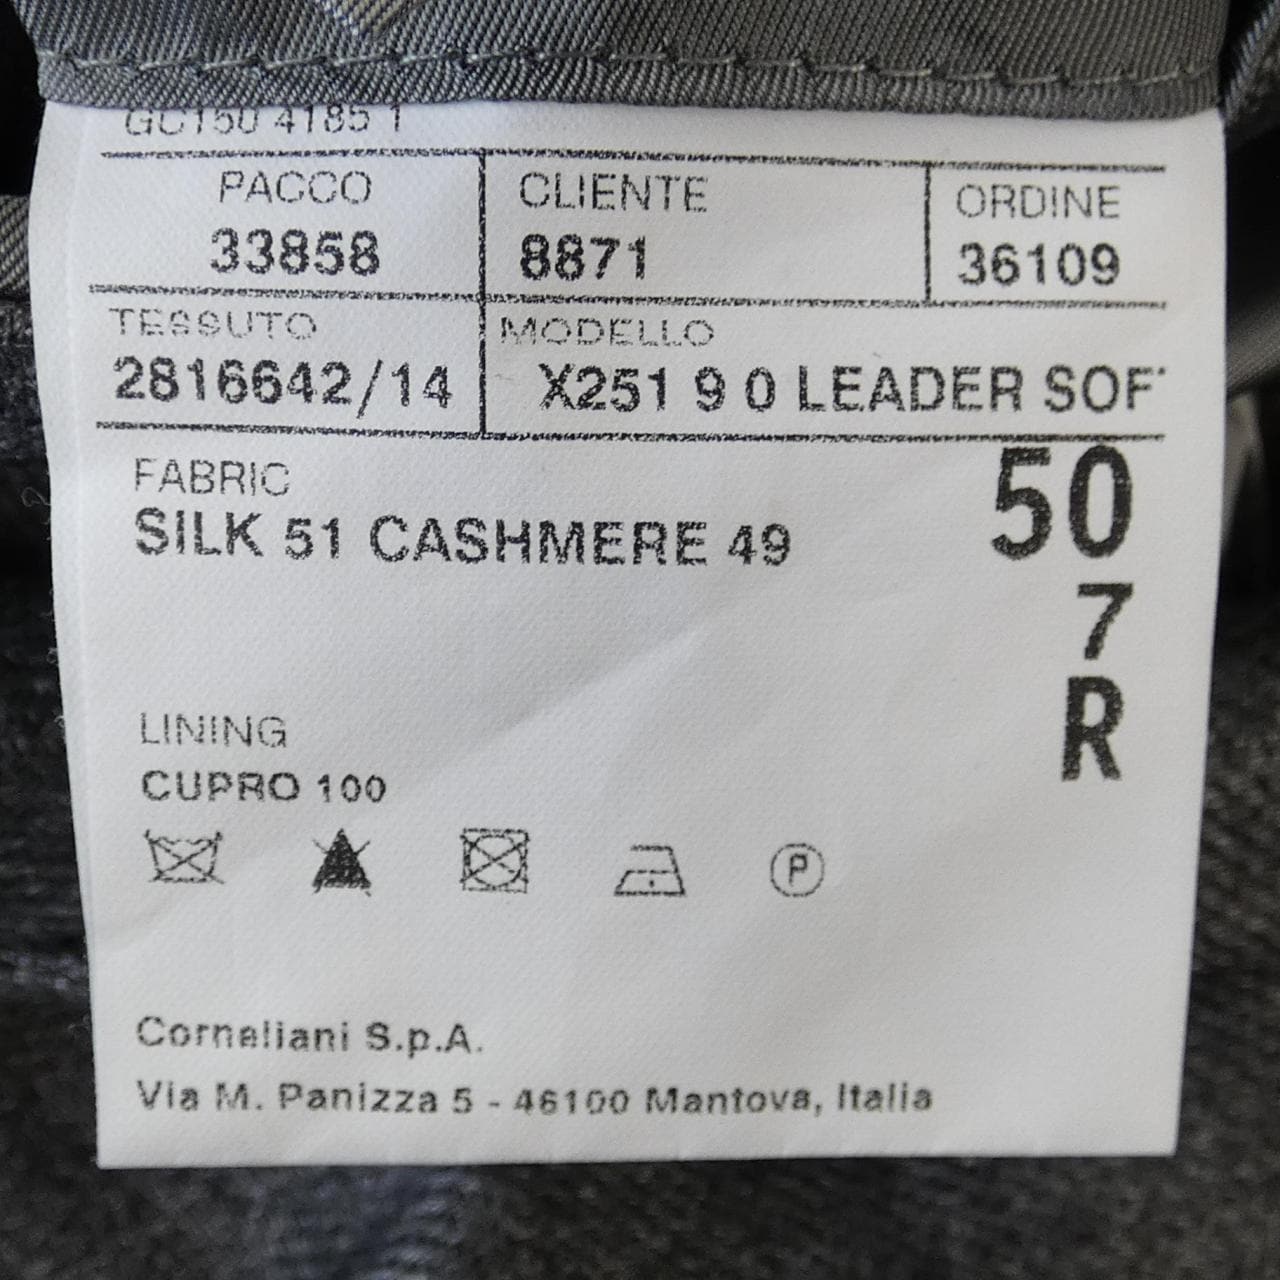 GC150 4185 1
PACCO CLIENTE ORDINE
33858 8871 36109
TESSUTO MODELLO
2816642/14 X251 9 0 LEADER SOF
FABRIC
SILK 51 CASHMERE 49
50
7
R
LINING
CUPRO 100
P
Corneliani S.p.A.
Via M. Panizza 5 - 46100 Mantova, Italia